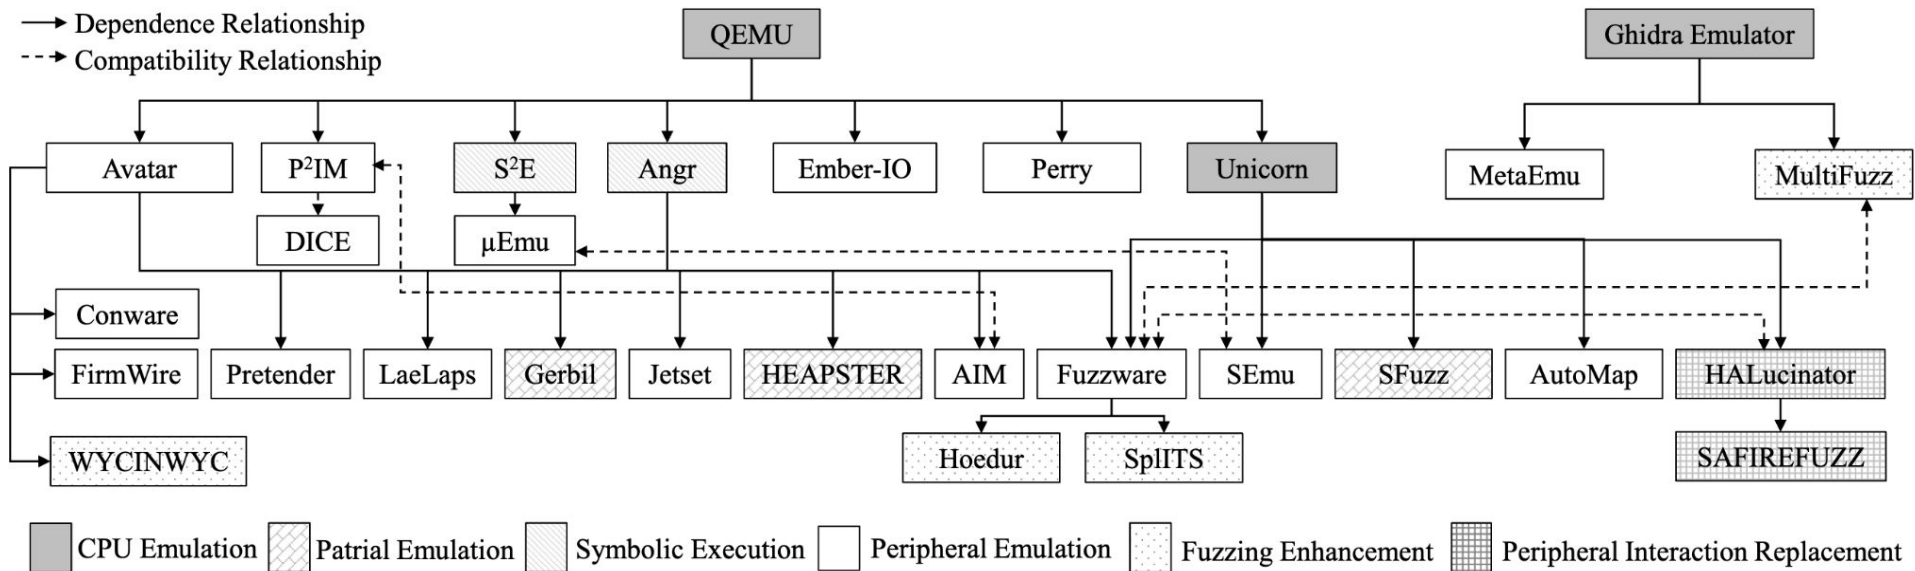 Dependence Relationship
Compatibility Relationship
QEMU
Ghidra Emulator
Avatar
P²IM
S²E
Angr
Ember-IO
Perry
Unicorn
MetaEmu
MultiFuzz
DICE
µEmu
Conware
FirmWire
Pretender
LaeLaps
Gerbil
Jetset
HEAPSTER
AIM
Fuzzware
SEmu
SFuzz
AutoMap
HALucinator
WYCINWYC
Hoedur
SplITS
SAFIREFUZZ
CPU Emulation
Patrial Emulation
Symbolic Execution
Peripheral Emulation
Fuzzing Enhancement
Peripheral Interaction Replacement